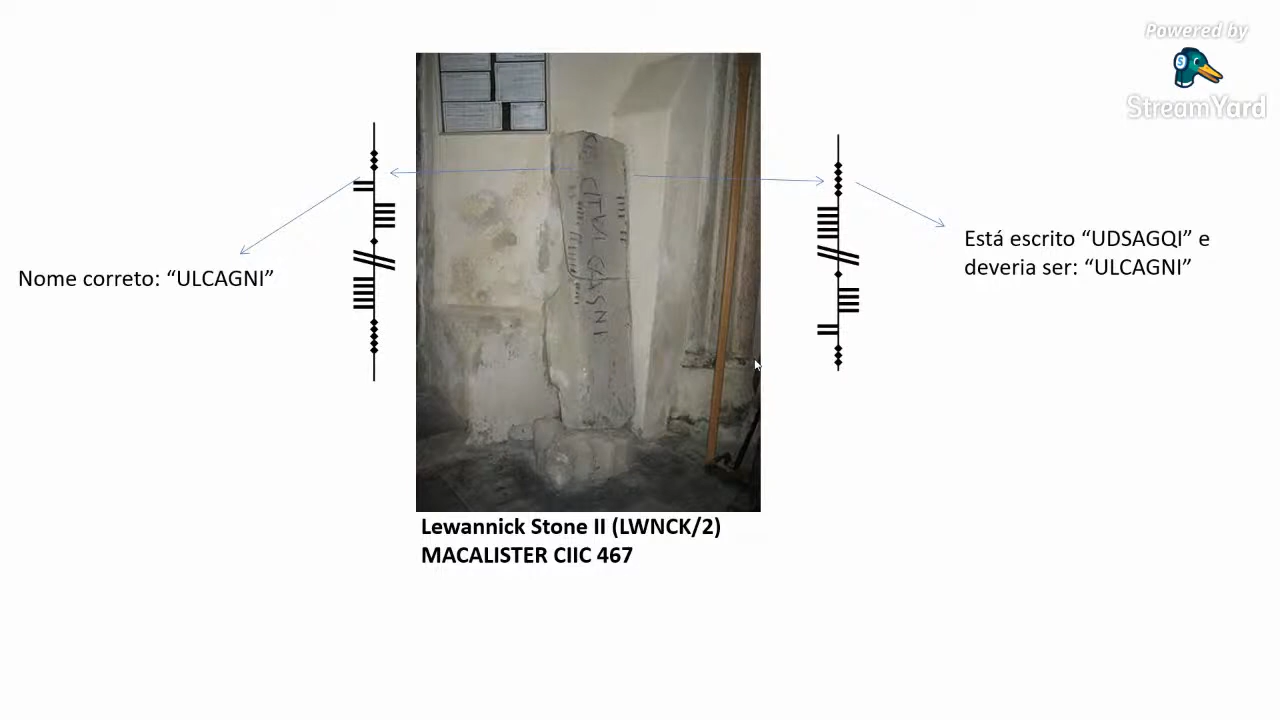 Powered by
StreamYard
Nome correto: “ULCAGNI”
Está escrito “UDSAGQI” e
deveria ser: “ULCAGNI”
Lewannick Stone II (LWNCK/2)
MACALISTER CIIC 467